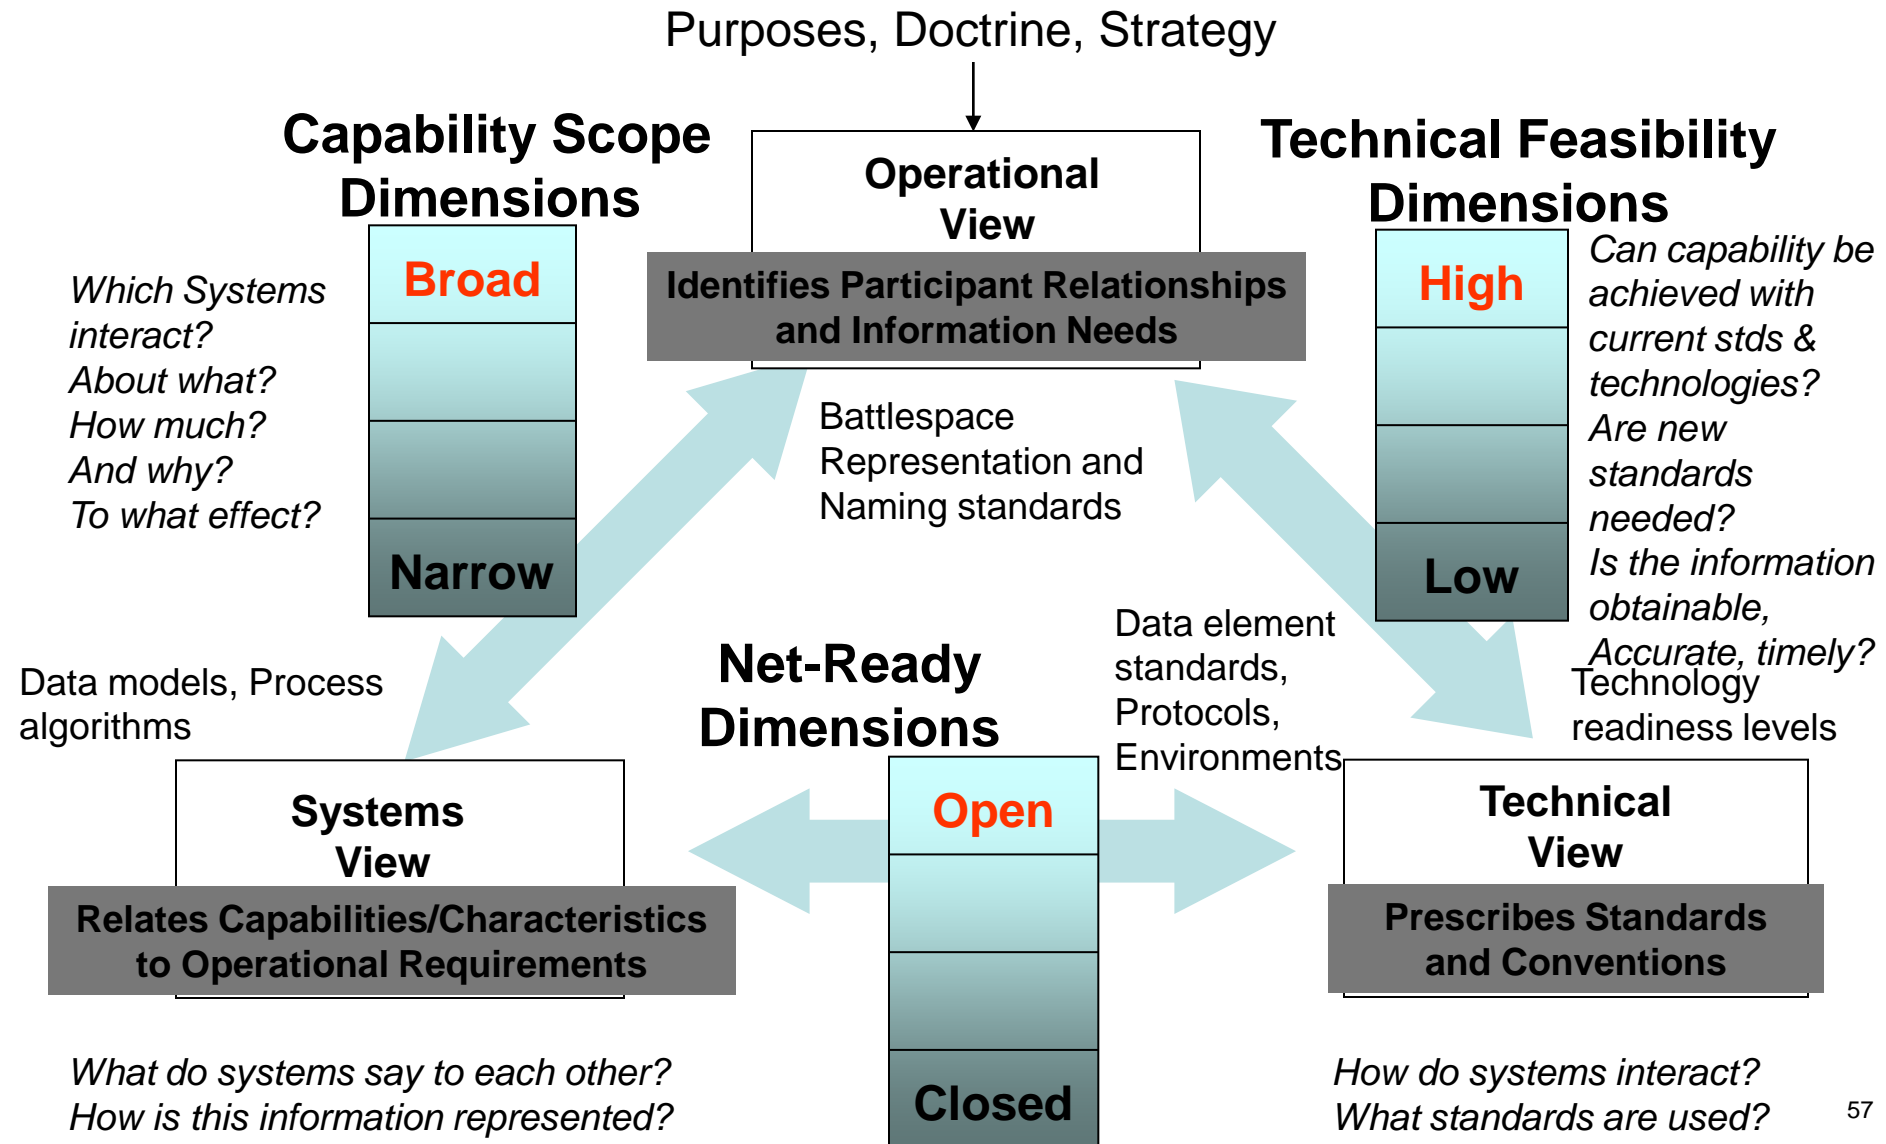 Purposes, Doctrine, Strategy
Capability Scope
Dimensions
Operational
View
Identifies Participant Relationships
and Information Needs
Technical Feasibility
Dimensions
Which Systems
interact?
About what?
How much?
And why?
To what effect?
Broad
Narrow
Battlespace
Representation and
Naming standards
High
Low
Can capability be
achieved with
current stds &
technologies?
Are new
standards
needed?
Is the information
obtainable,
Accurate, timely?
Technology
readiness levels
Data models, Process
algorithms
Net-Ready
Dimensions
Data element
standards,
Protocols,
Environments
Systems
View
Relates Capabilities/Characteristics
to Operational Requirements
Open
Closed
Technical
View
Prescribes Standards
and Conventions
What do systems say to each other?
How is this information represented?
How do systems interact?
What standards are used?
57